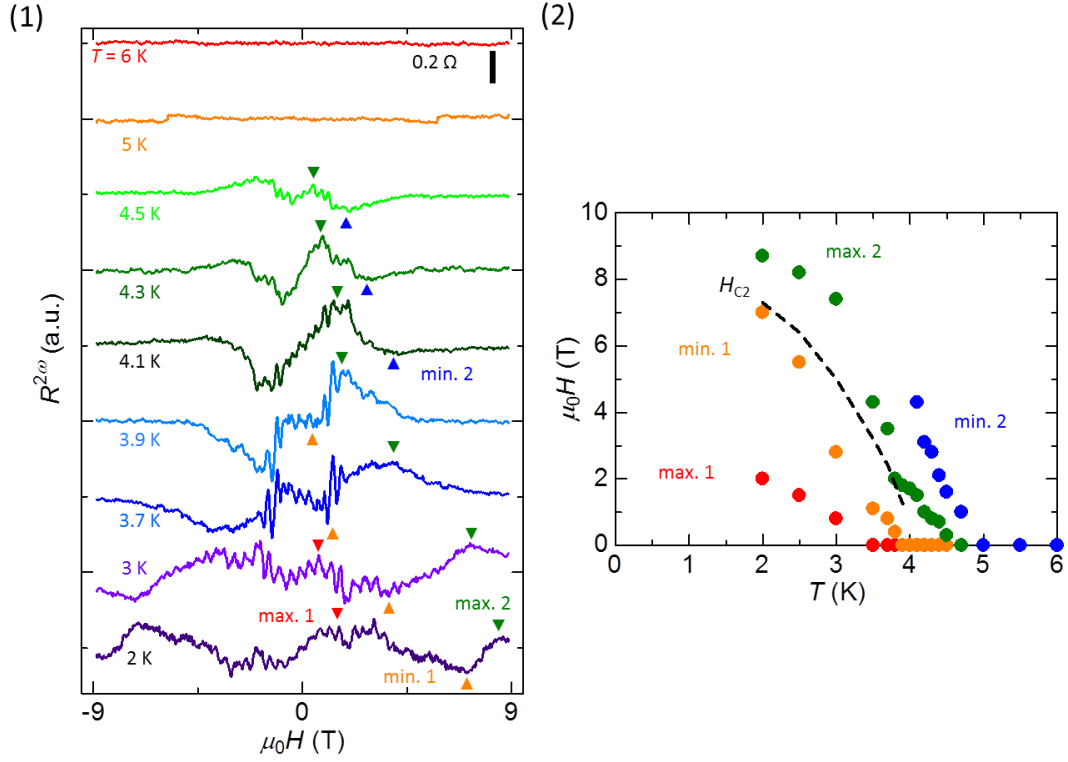 (1)
T = 6 K
0.2 Ω
5 K
4.5 K
4.3 K
4.1 K
min. 2
3.9 K
3.7 K
3 K
max. 1
max. 2
2 K
min. 1
-9
0
9
μ₀H (T)
R²ᵚ (a.u.)
(2)
10
8
6
4
2
0
max. 2
H_C2
min. 1
min. 2
max. 1
0
1
2
3
4
5
6
T (K)
μ₀H (T)